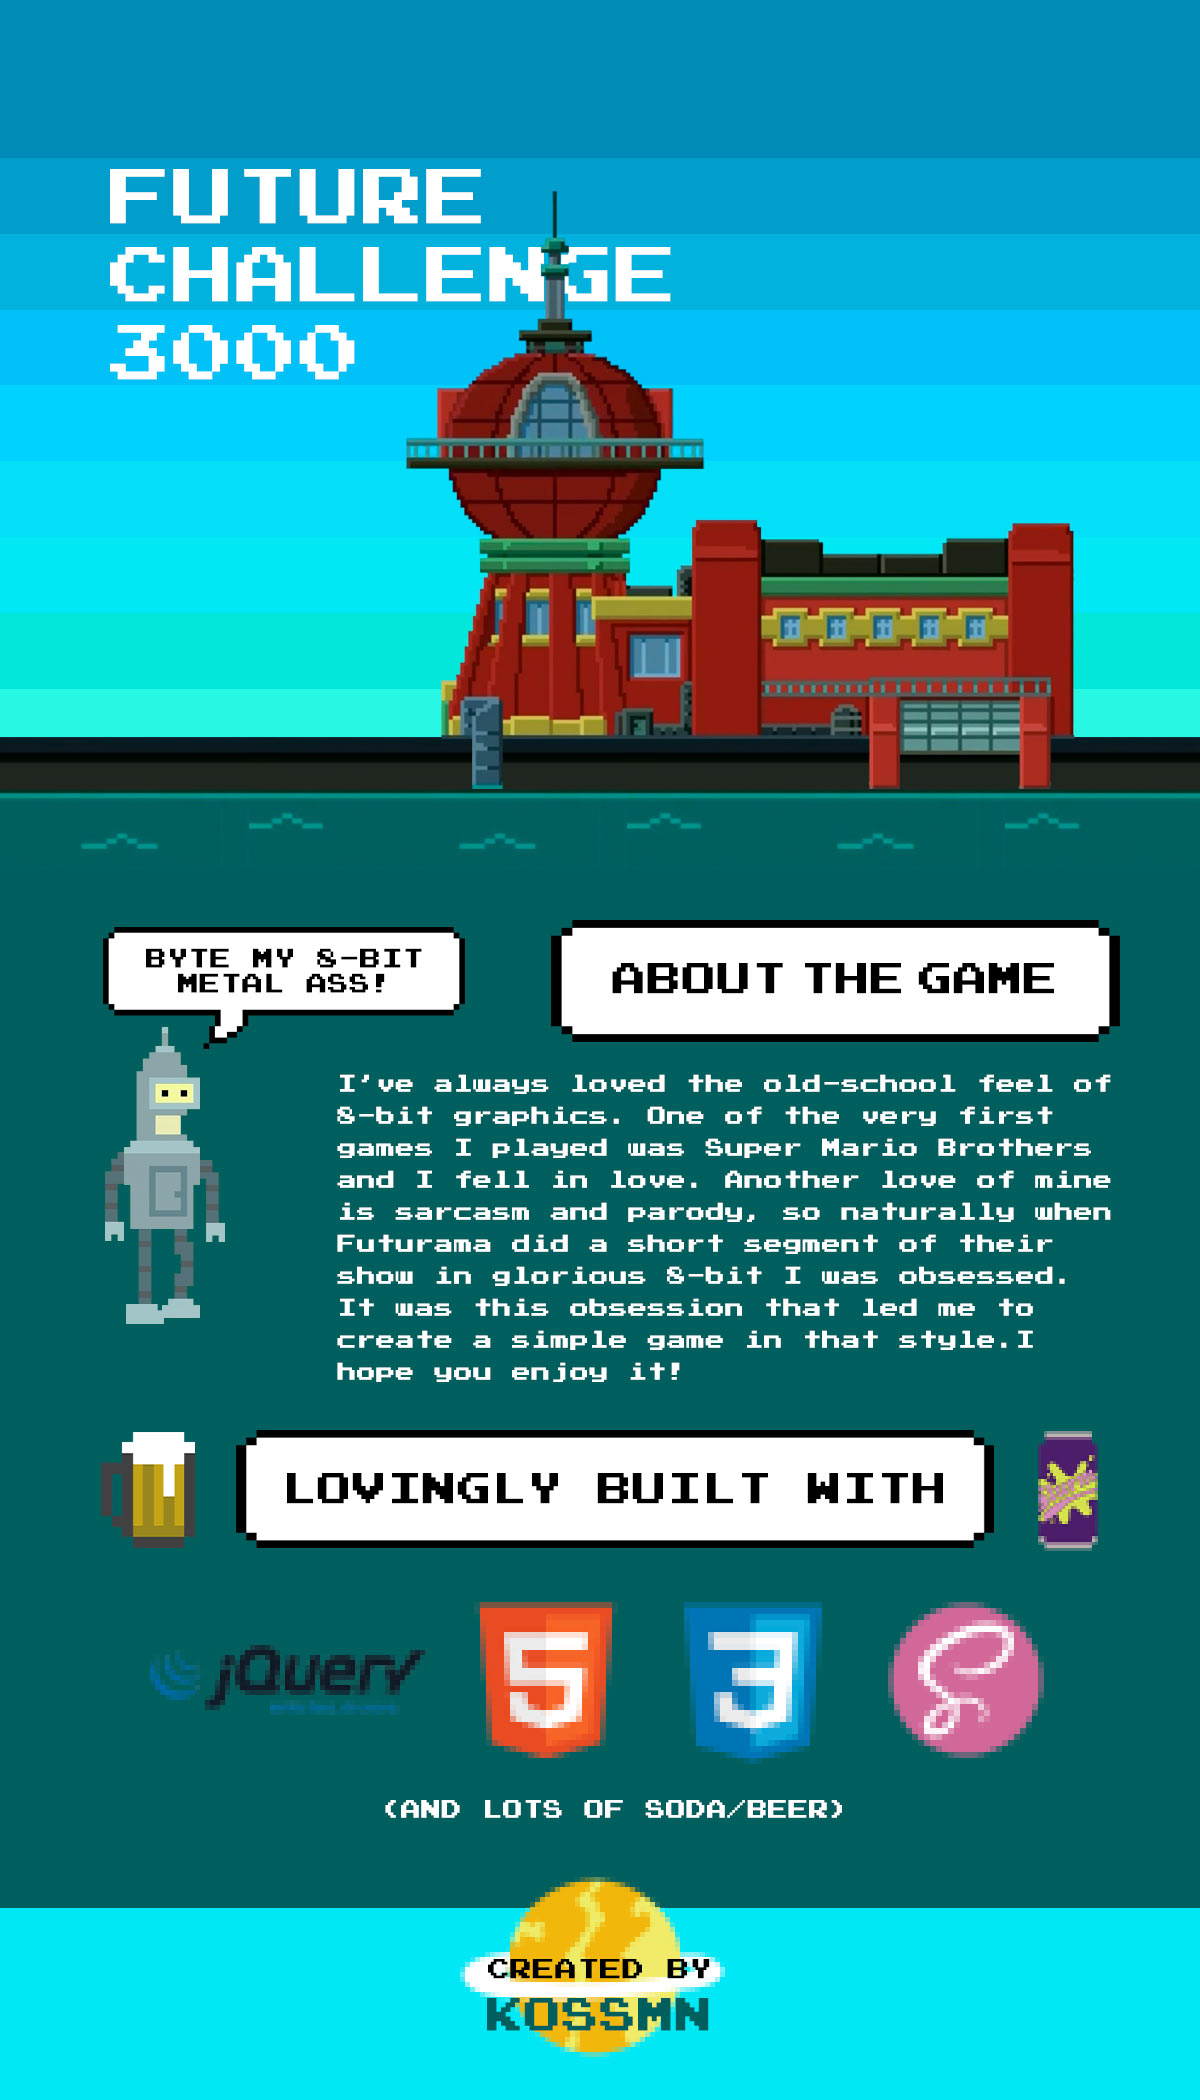 FUTURE
CHALLENGE
3000
BYTE MY 8-BIT
METAL ASS!
ABOUT THE GAME
I've always loved the old-school feel of
8-bit graphics. One of the very first
games I played was Super Mario Brothers
and I fell in love. Another love of mine
is sarcasm and parody, so naturally when
Futurama did a short segment of their
show in glorious 8-bit I was obsessed.
It was this obsession that led me to
create a simple game in that style.I
hope you enjoy it!
LOVINGLY BUILT WITH
jQuery
5
3
(AND LOTS OF SODA/BEER)
CREATED BY
KOSSMN